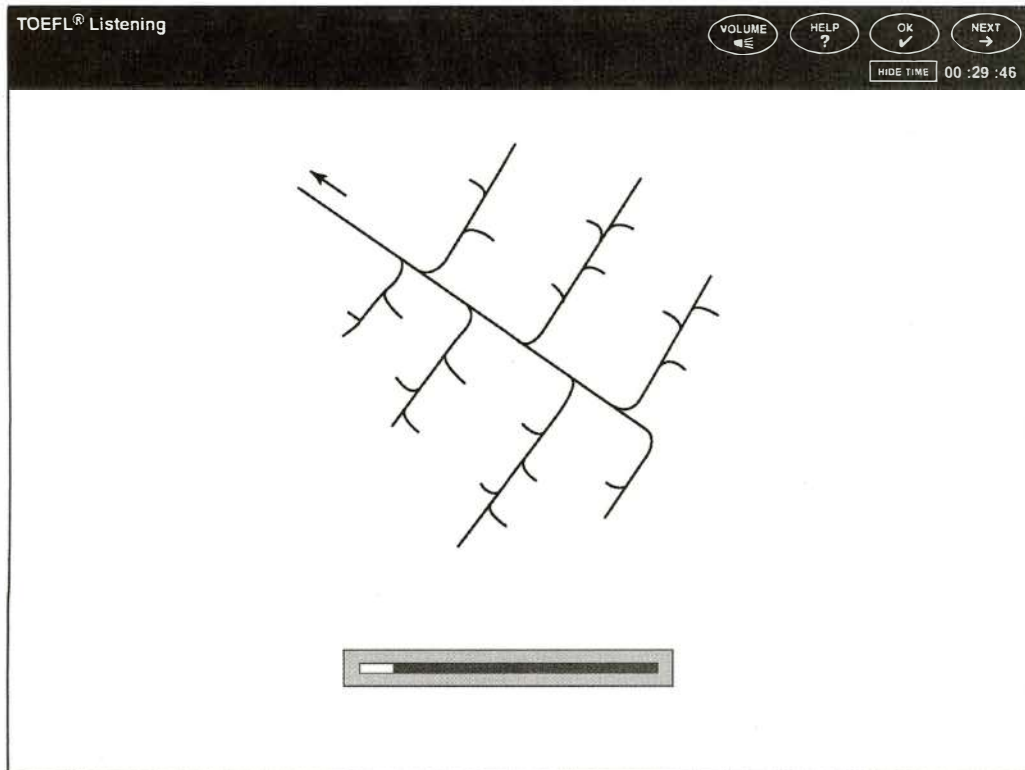 TOEFL® Listening
VOLUME
HELP
?
OK
NEXT
HIDE TIME 00 :29 :46